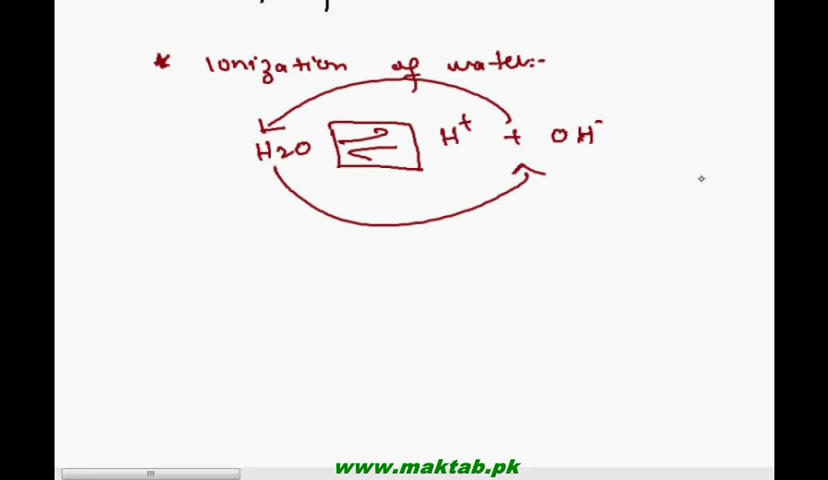 * Ionization of water:-
H2O ⇌ H+ + OH-
www.maktab.pk